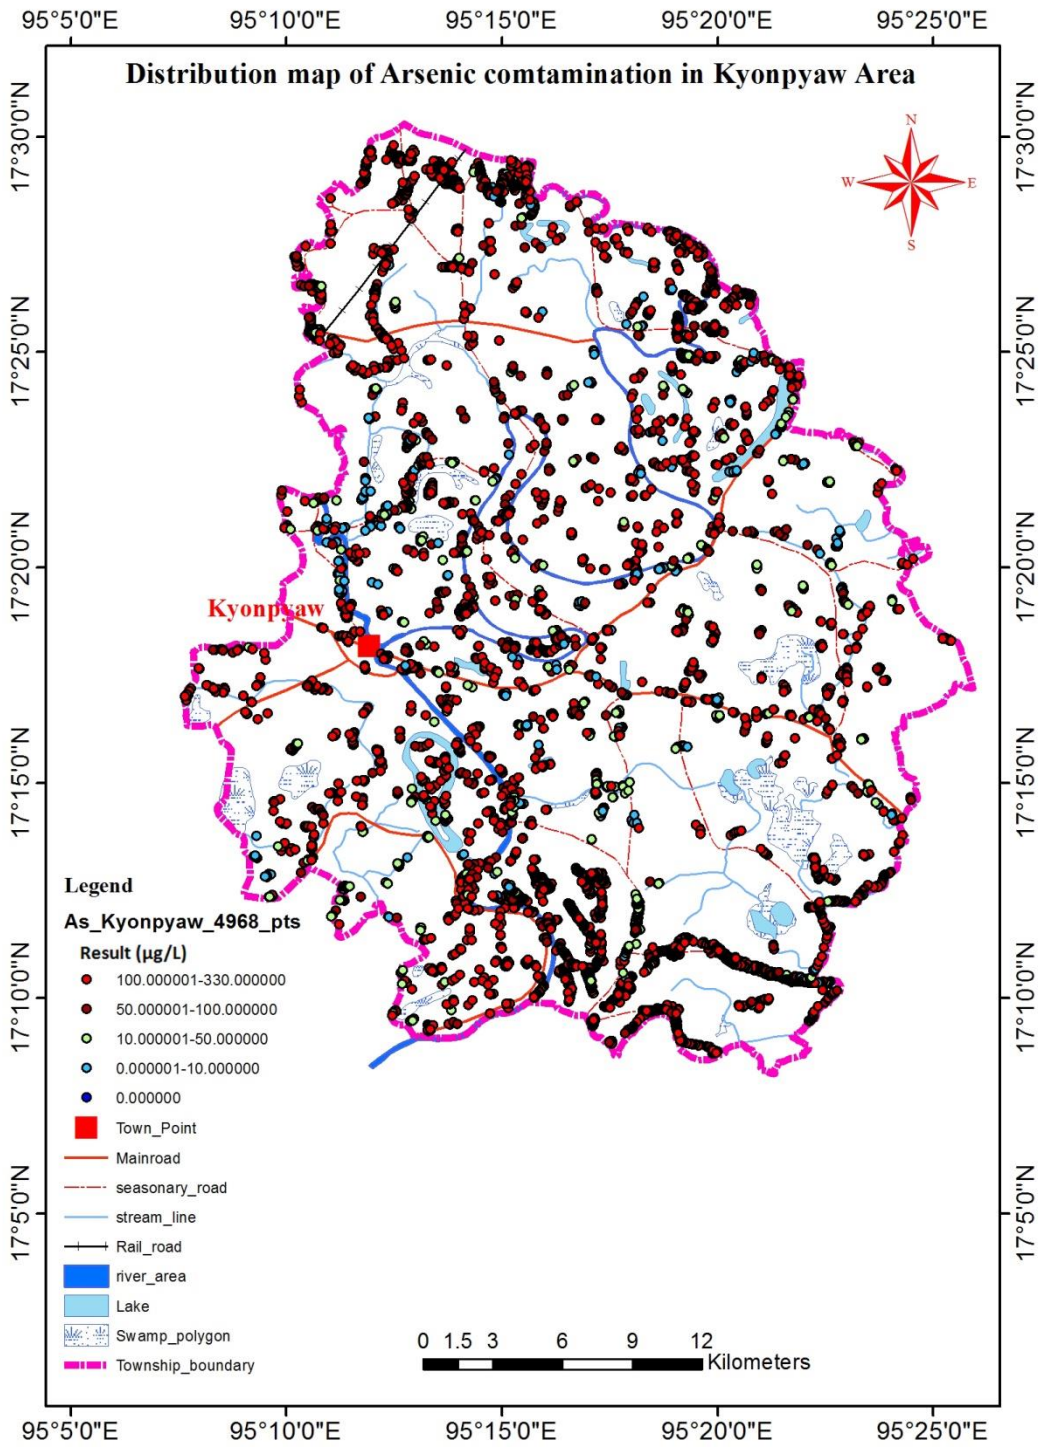 95°5'0"E 95°10'0"E 95°15'0"E 95°20'0"E 95°25'0"E
Distribution map of Arsenic comtamination in Kyonpyaw Area
N
W E
S
17°30'0"N 17°30'0"N
17°25'0"N 17°25'0"N
17°20'0"N 17°20'0"N
Kyonpyaw
17°15'0"N 17°15'0"N
17°10'0"N 17°10'0"N
17°5'0"N 17°5'0"N
Legend
As_Kyonpyaw_4968_pts
Result (µg/L)
100.000001-330.000000
50.000001-100.000000
10.000001-50.000000
0.000001-10.000000
0.000000
Town_Point
Mainroad
seasonary_road
stream_line
Rail_road
river_area
Lake
Swamp_polygon
Township_boundary
0 1.5 3 6 9 12
Kilometers
95°5'0"E 95°10'0"E 95°15'0"E 95°20'0"E 95°25'0"E